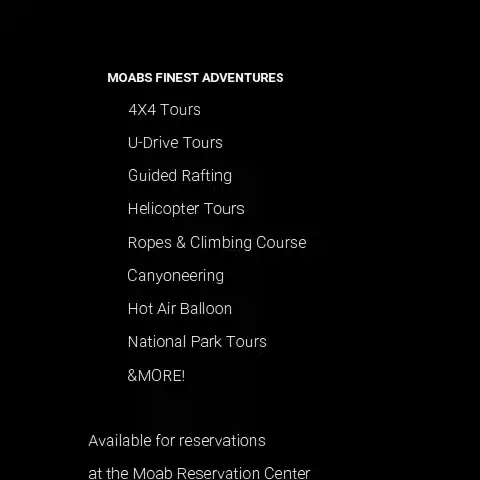 MOABS FINEST ADVENTURES
4X4 Tours
U-Drive Tours
Guided Rafting
Helicopter Tours
Ropes & Climbing Course
Canyoneering
Hot Air Balloon
National Park Tours
&MORE!
Available for reservations
at the Moab Reservation Center